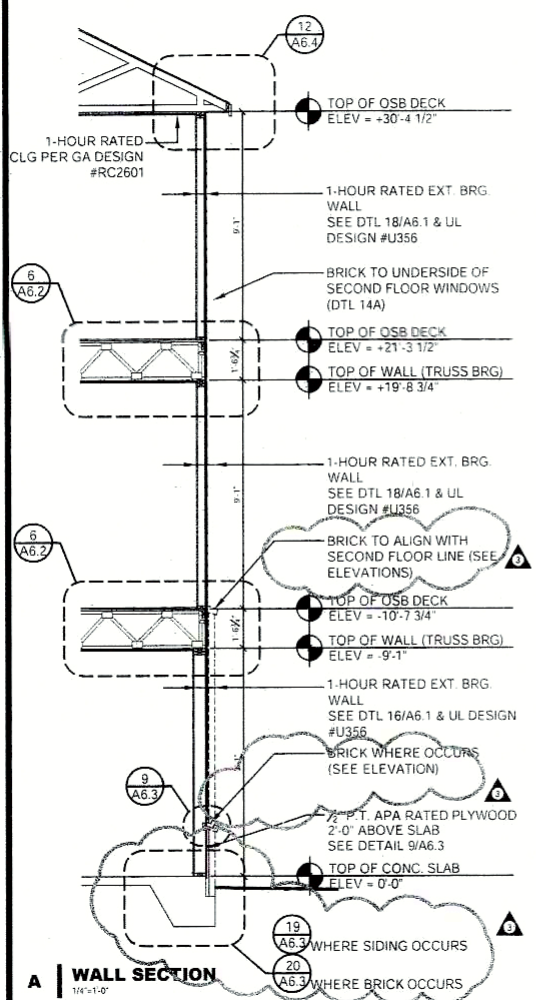 12
A6.4
TOP OF OSB DECK
ELEV = +30'-4 1/2"
1-HOUR RATED
CLG PER GA DESIGN
#RC2601
1-HOUR RATED EXT. BRG.
WALL
SEE DTL 18/A6.1 & UL
DESIGN #U356
9'-1"
6
A6.2
BRICK TO UNDERSIDE OF
SECOND FLOOR WINDOWS
(DTL 14A)
TOP OF OSB DECK
ELEV = +21'-3 1/2"
1'-6¾"
TOP OF WALL (TRUSS BRG)
ELEV = +19'-8 3/4"
1-HOUR RATED EXT. BRG.
WALL
SEE DTL 18/A6.1 & UL
DESIGN #U356
9'-1"
6
A6.2
BRICK TO ALIGN WITH
SECOND FLOOR LINE (SEE
ELEVATIONS)
3
TOP OF OSB DECK
ELEV = -10'-7 3/4"
1'-6¾"
TOP OF WALL (TRUSS BRG)
ELEV = -9'-1"
1-HOUR RATED EXT. BRG.
WALL
SEE DTL 16/A6.1 & UL DESIGN
#U356
BRICK WHERE OCCURS
(SEE ELEVATION)
3
9
A6.3
½" P.T. APA RATED PLYWOOD
2'-0" ABOVE SLAB
SEE DETAIL 9/A6.3
TOP OF CONC. SLAB
ELEV = 0'-0"
3
19
A6.3 WHERE SIDING OCCURS
20
A6.3 WHERE BRICK OCCURS
A WALL SECTION
1/4"=1'-0"